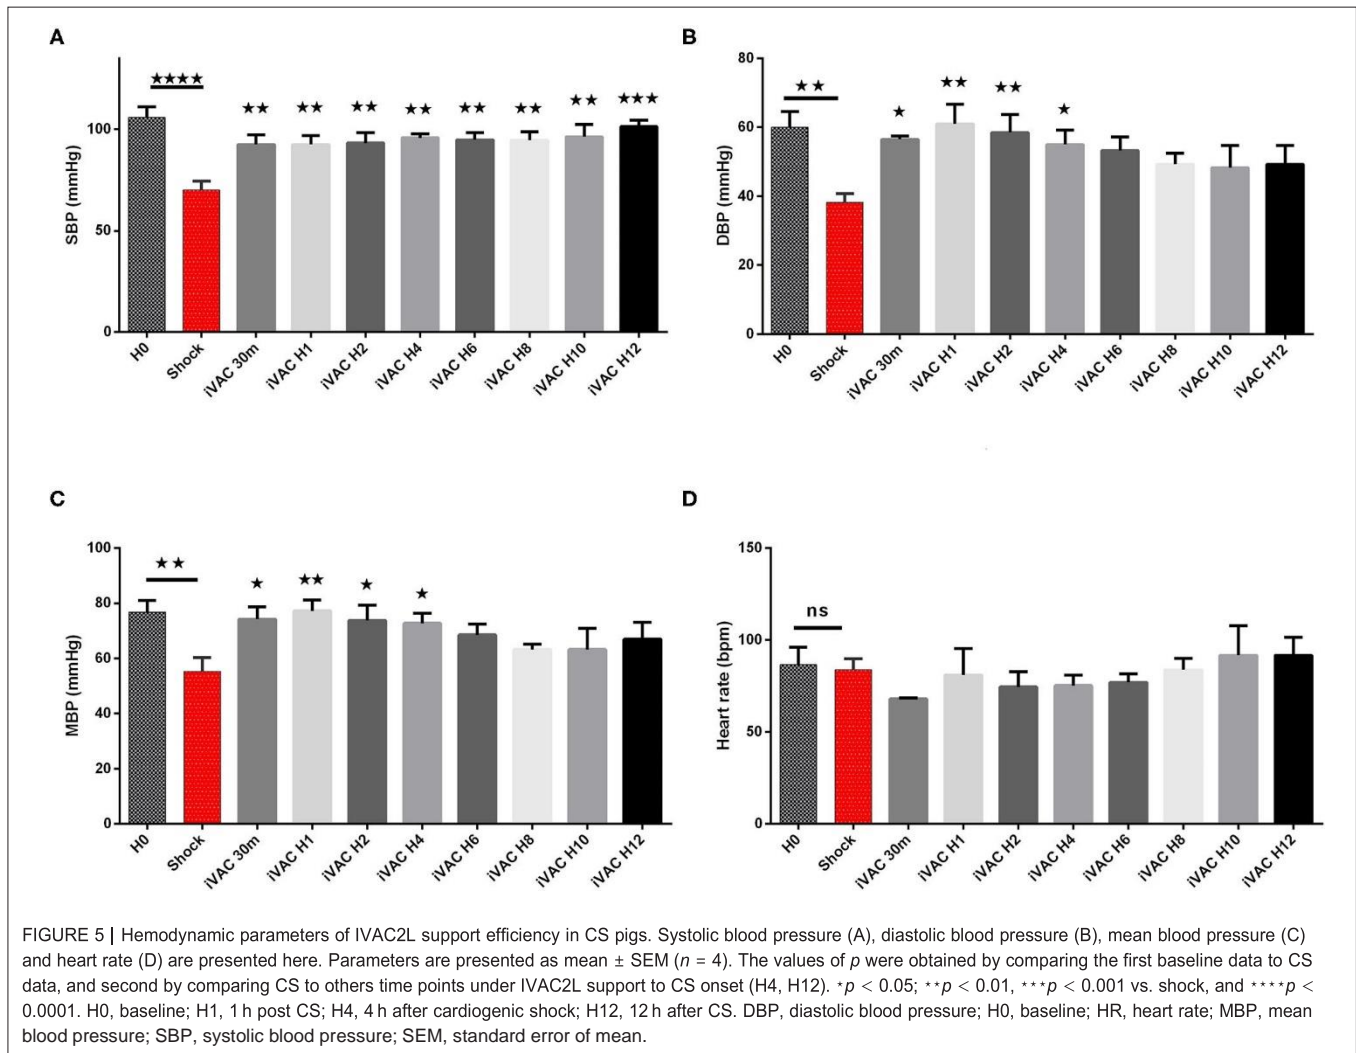 A
★★★★
★★ ★★ ★★ ★★ ★★ ★★ ★★ ★★★
100
50
0
SBP (mmHg)
H0 Shock iVAC 30m iVAC H1 iVAC H2 iVAC H4 iVAC H6 iVAC H8 iVAC H10 iVAC H12
B
★★
★ ★★ ★★ ★
80
60
40
20
0
DBP (mmHg)
H0 Shock iVAC 30m iVAC H1 iVAC H2 iVAC H4 iVAC H6 iVAC H8 iVAC H10 iVAC H12
C
★★
★ ★★ ★ ★
100
80
60
40
20
0
MBP (mmHg)
H0 Shock iVAC 30m iVAC H1 iVAC H2 iVAC H4 iVAC H6 iVAC H8 iVAC H10 iVAC H12
D
ns
150
100
50
0
Heart rate (bpm)
H0 Shock iVAC 30m iVAC H1 iVAC H2 iVAC H4 iVAC H6 iVAC H8 iVAC H10 iVAC H12
FIGURE 5 | Hemodynamic parameters of IVAC2L support efficiency in CS pigs. Systolic blood pressure (A), diastolic blood pressure (B), mean blood pressure (C)
and heart rate (D) are presented here. Parameters are presented as mean ± SEM (n = 4). The values of p were obtained by comparing the first baseline data to CS
data, and second by comparing CS to others time points under IVAC2L support to CS onset (H4, H12). ⋆p < 0.05; ⋆⋆p < 0.01, ⋆⋆⋆p < 0.001 vs. shock, and ⋆⋆⋆⋆p <
0.0001. H0, baseline; H1, 1 h post CS; H4, 4 h after cardiogenic shock; H12, 12 h after CS. DBP, diastolic blood pressure; H0, baseline; HR, heart rate; MBP, mean
blood pressure; SBP, systolic blood pressure; SEM, standard error of mean.